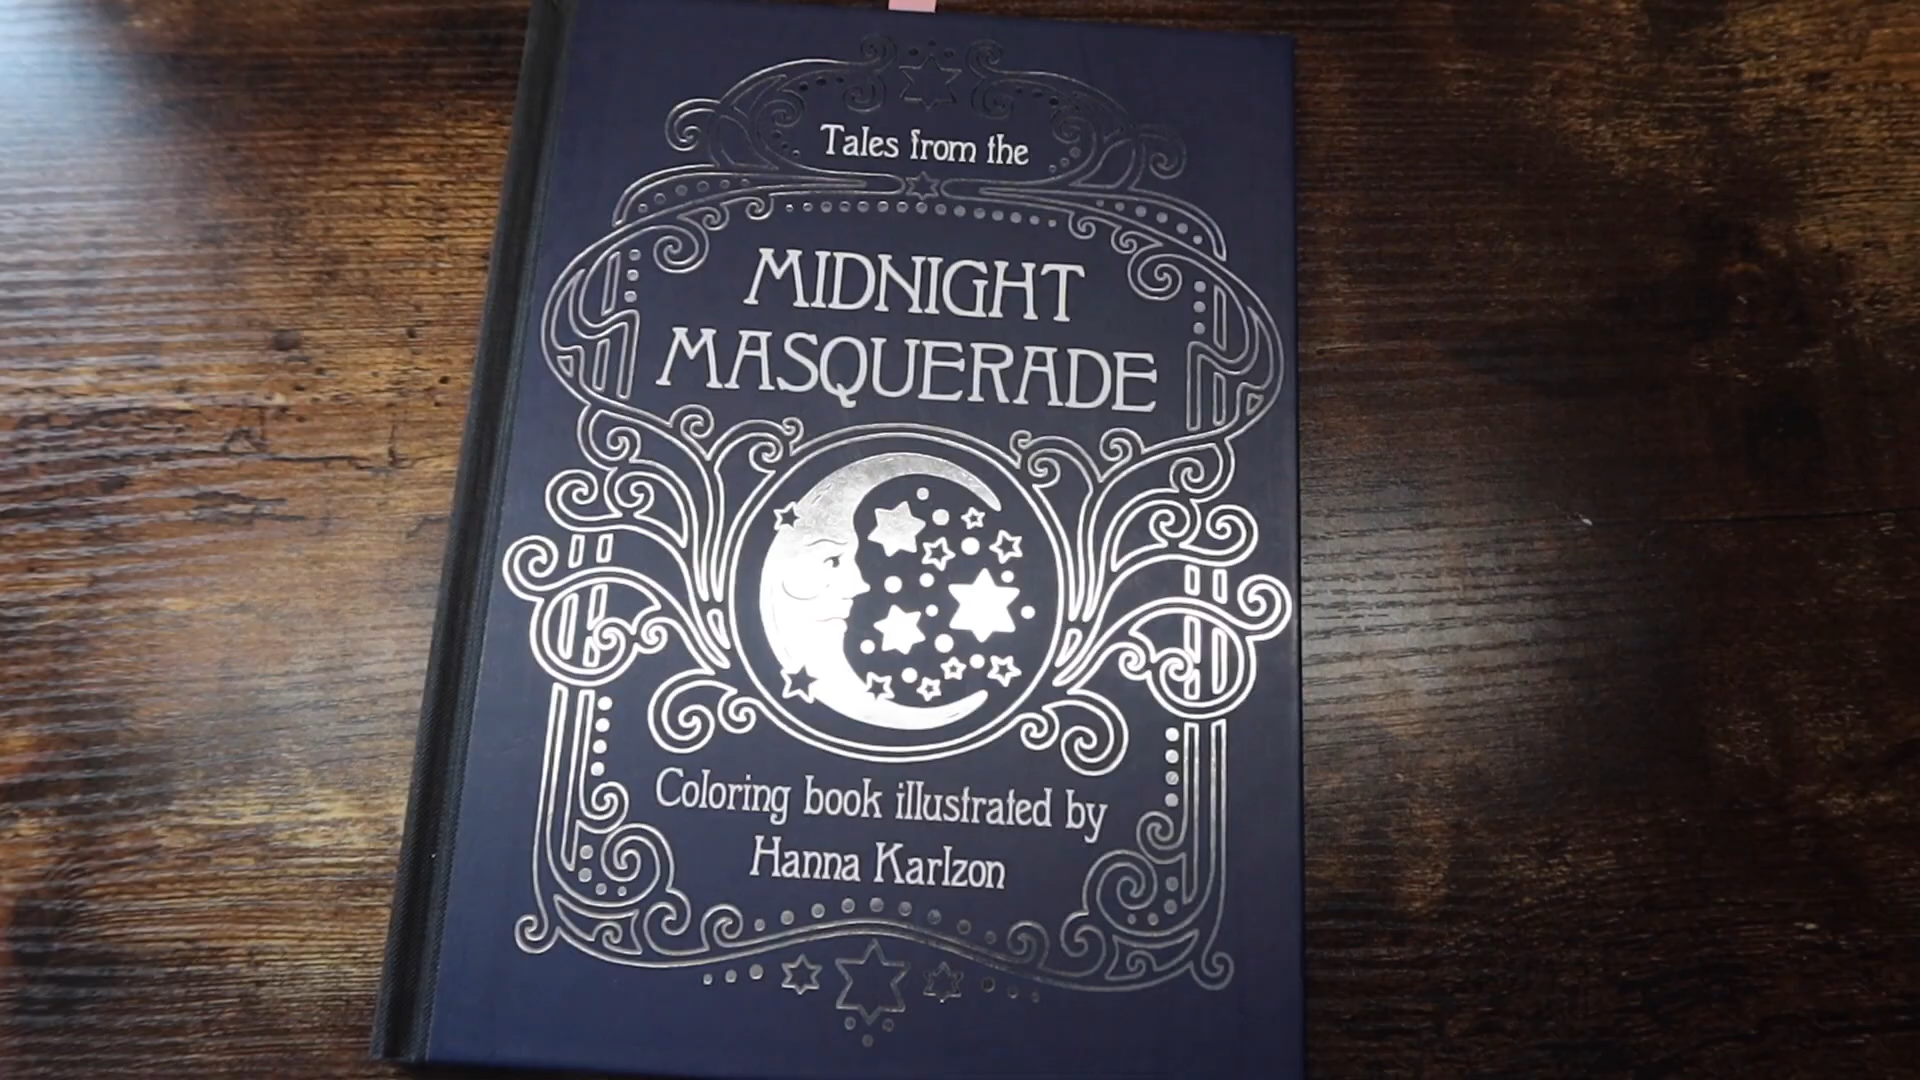 Tales from the
MIDNIGHT
MASQUERADE
Coloring book illustrated by
Hanna Karlzon